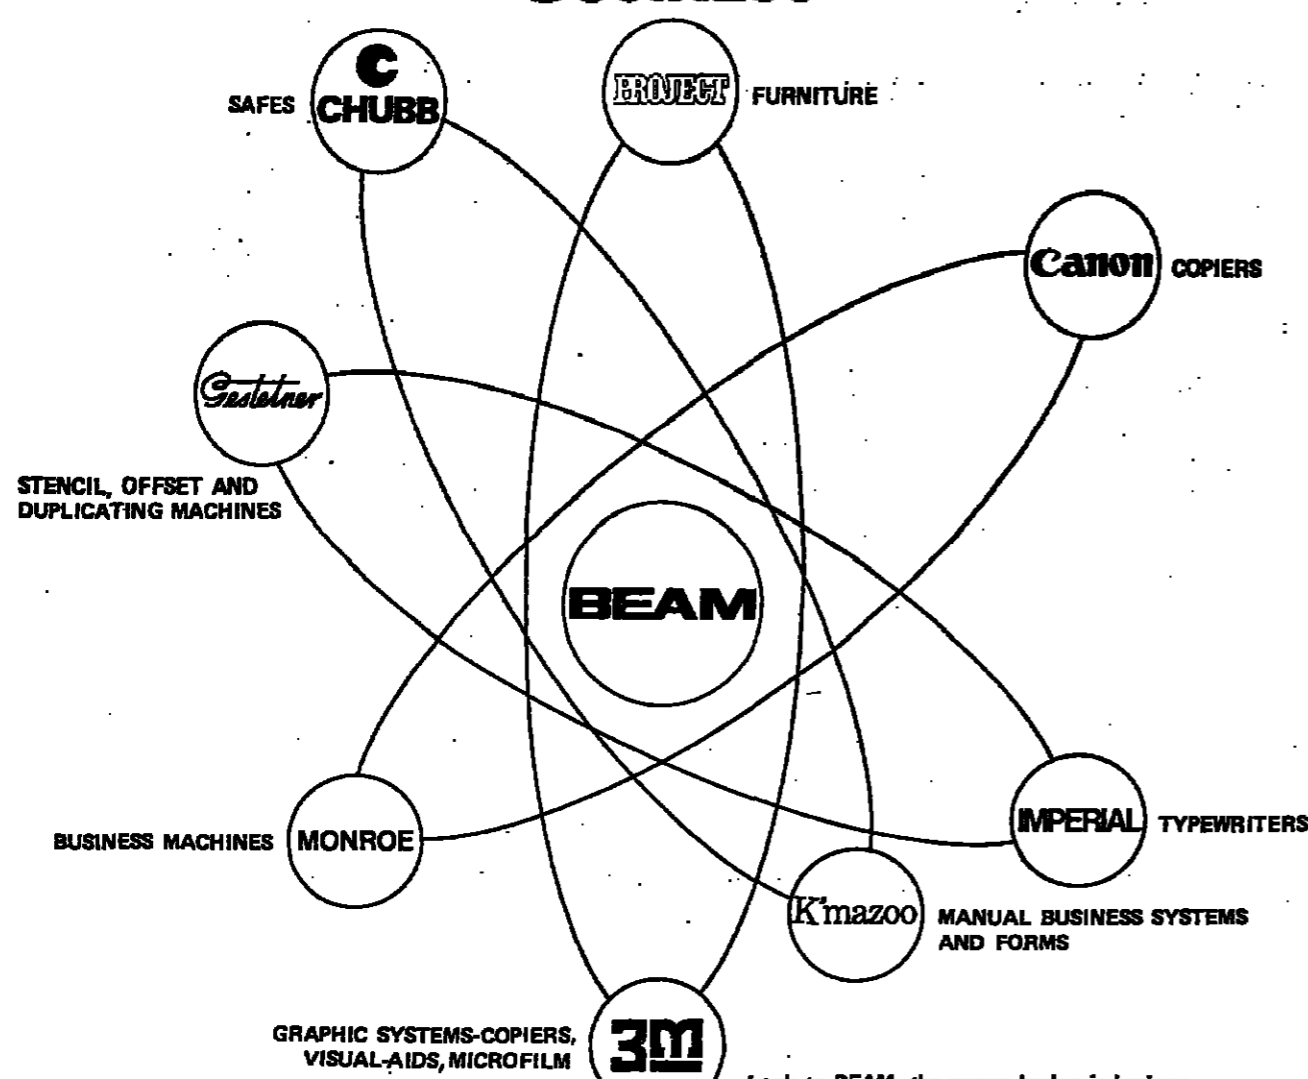 C
CHUBB
SAFES
PROJECT
FURNITURE
Canon
COPIERS
Gestetner
STENCIL, OFFSET AND
DUPLICATING MACHINES
BEAM
BUSINESS MACHINES
MONROE
IMPERIAL
TYPEWRITERS
K'mazoo
MANUAL BUSINESS SYSTEMS
AND FORMS
GRAPHIC SYSTEMS-COPIERS,
VISUAL-AIDS, MICROFILM
3M